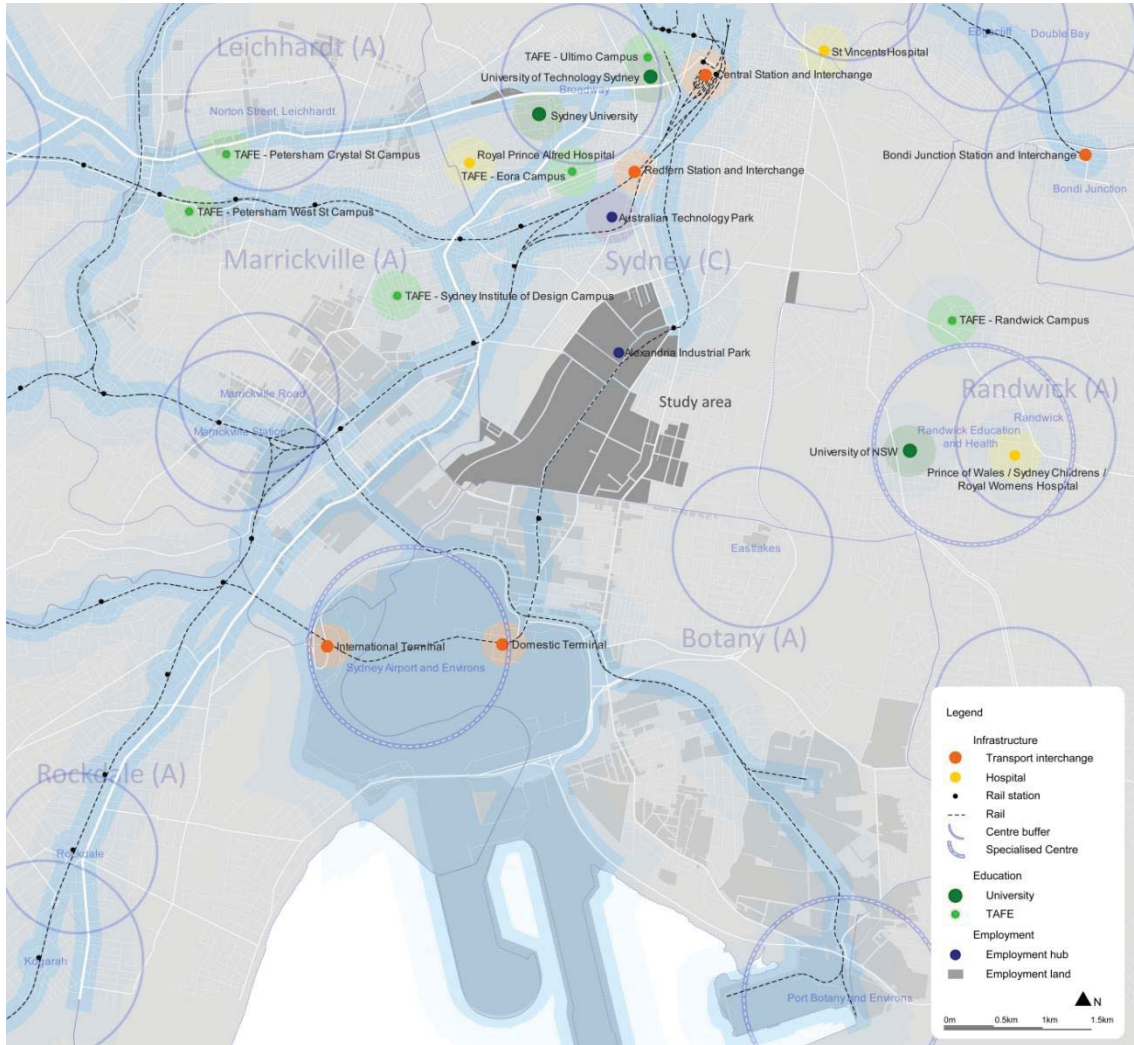 Leichhardt (A)
Norton Street, Leichhardt
TAFE - Petersham Crystal St Campus
TAFE - Petersham West St Campus
Marrickville (A)
TAFE - Ultimo Campus
University of Technology Sydney
Broadway
Sydney University
Central Station and Interchange
St Vincents Hospital
Edgecliff
Double Bay
Royal Prince Alfred Hospital
TAFE - Eora Campus
Redfern Station and Interchange
Bondi Junction Station and Interchange
Bondi Junction
Australian Technology Park
Sydney (C)
TAFE - Sydney Institute of Design Campus
TAFE - Randwick Campus
Alexandria Industrial Park
Study area
Marrickville Road
Marrickville Station
Randwick (A)
Randwick
Randwick Education
and Health
University of NSW
Prince of Wales / Sydney Childrens /
Royal Womens Hospital
Eastlakes
Botany (A)
International Terminal
Domestic Terminal
Sydney Airport and Environs
Rockdale (A)
Rockdale
Kogarah
Port Botany and Environs
Legend
Infrastructure
Transport interchange
Hospital
Rail station
Rail
Centre buffer
Specialised Centre
Education
University
TAFE
Employment
Employment hub
Employment land
N
0m 0.5km 1km 1.5km